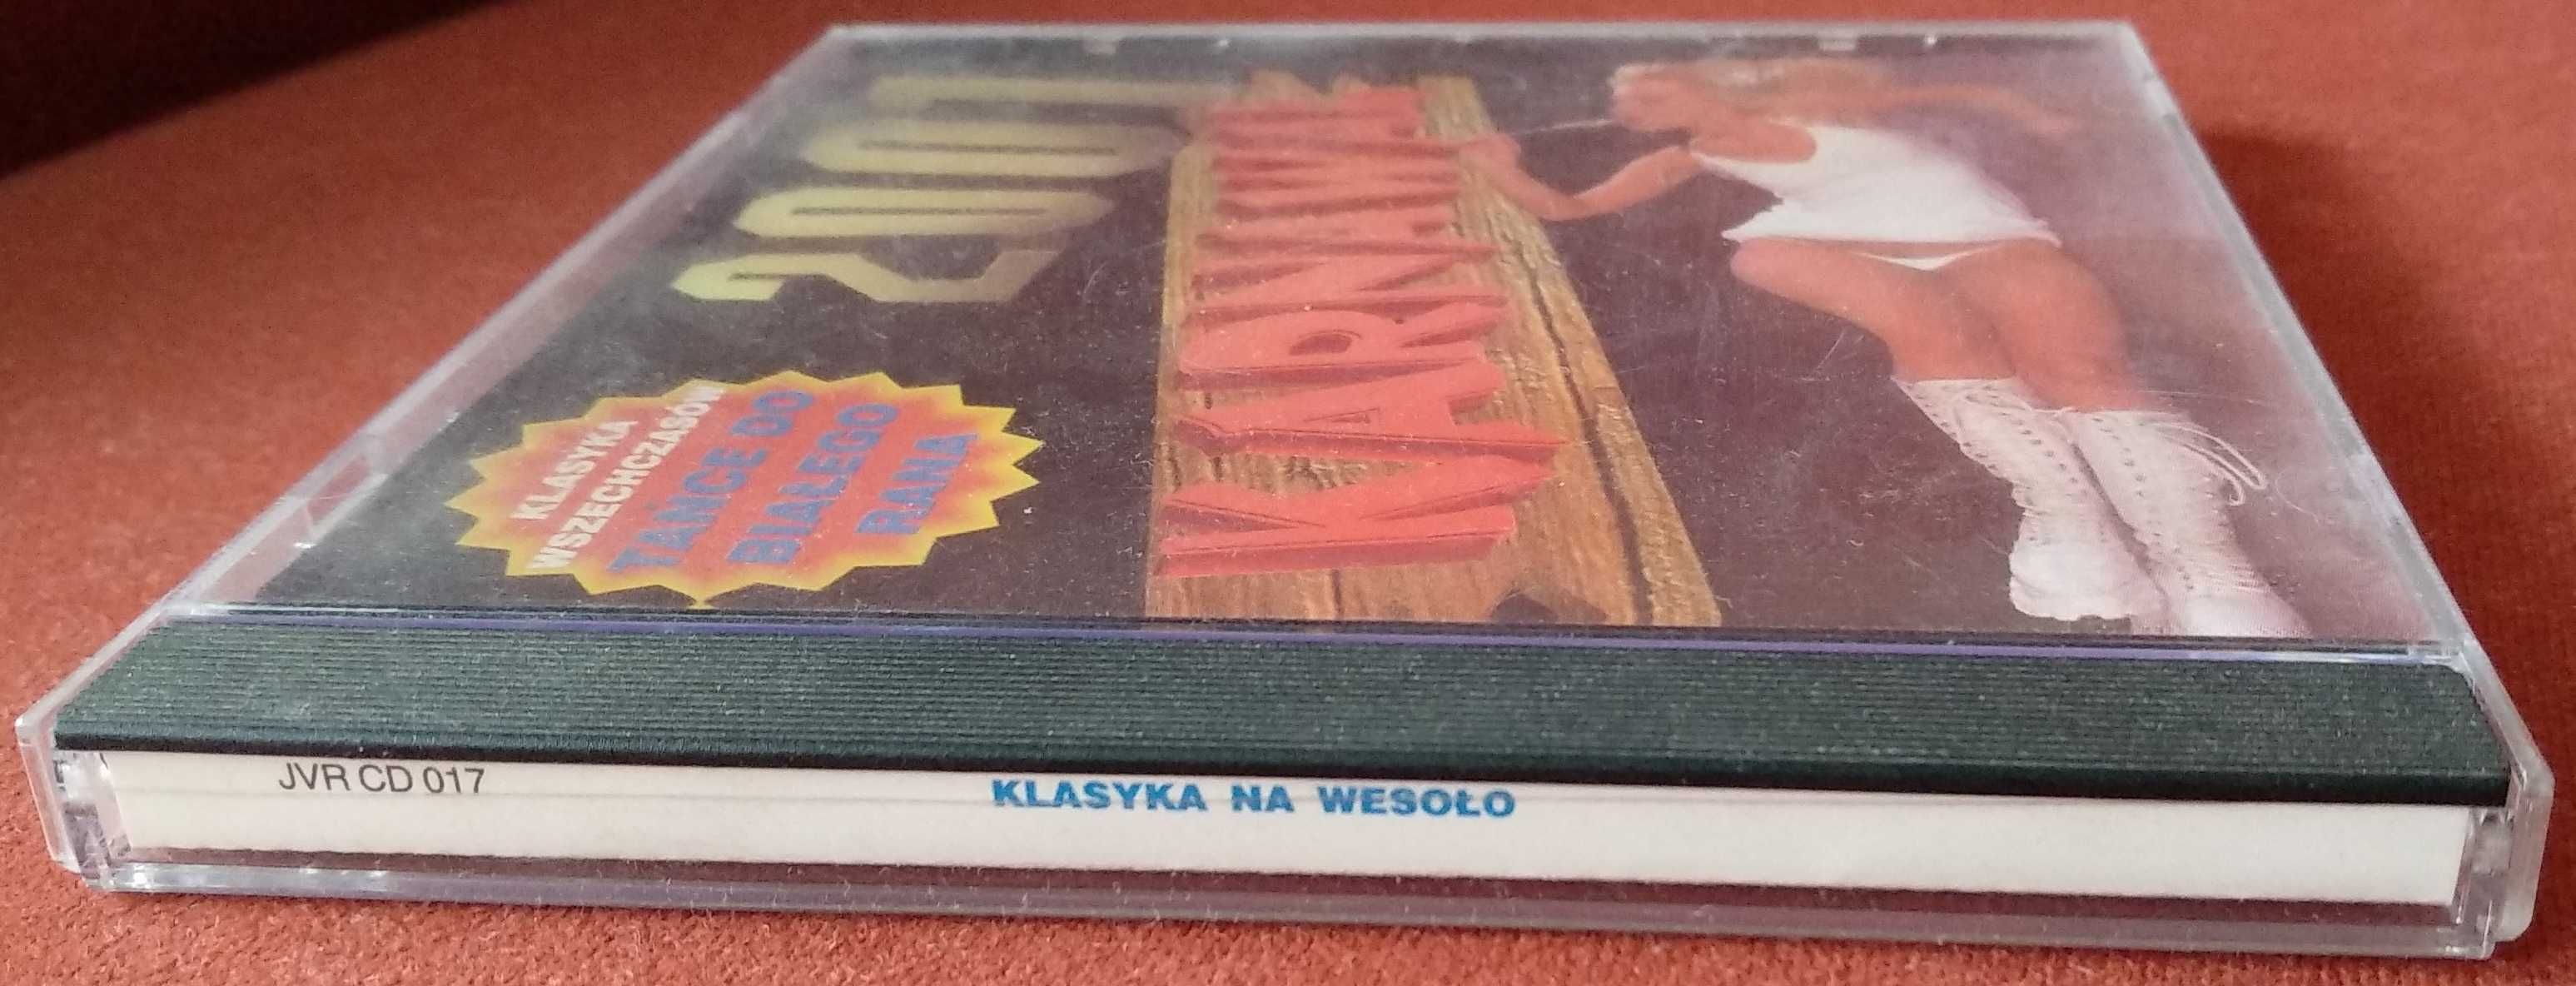 2001
KARNAWAŁ
KLASYKA
WSZECHCZASÓW
TAŃCE DO
BIAŁEGO
RANA
JVR CD 017
KLASYKA NA WESOŁO